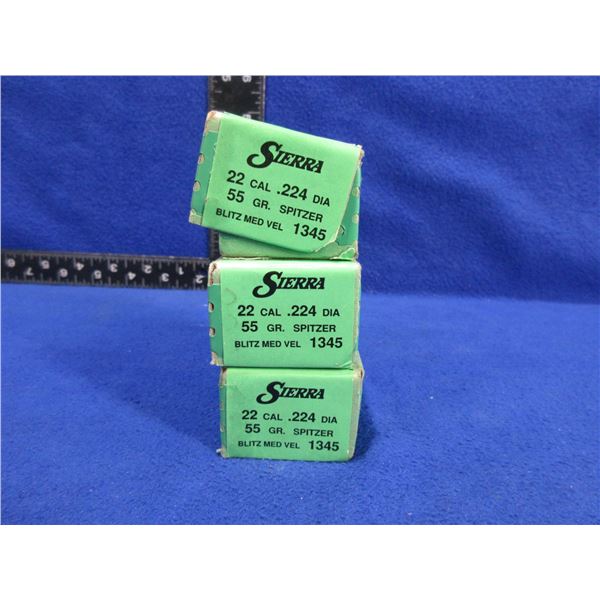 SIERRA
22 CAL .224 DIA
55 GR. SPITZER
BLITZ MED VEL 1345
SIERRA
22 CAL .224 DIA
55 GR. SPITZER
BLITZ MED VEL 1345
SIERRA
22 CAL .224 DIA
55 GR. SPITZER
BLITZ MED VEL 1345